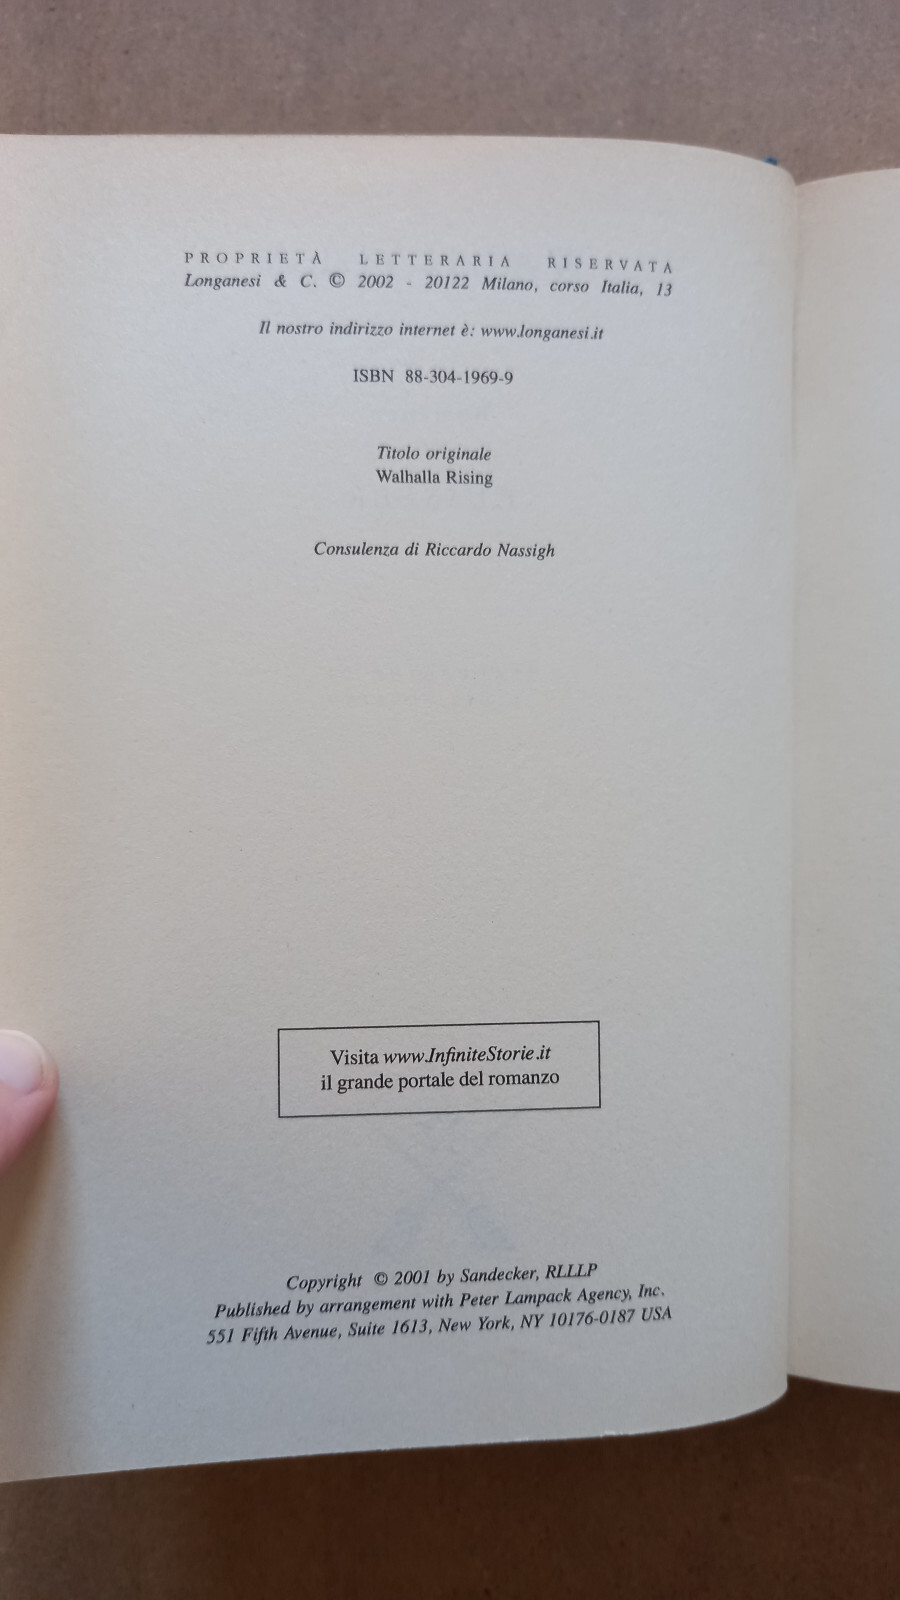 PROPRIETÀ LETTERARIA RISERVATA
Longanesi & C. © 2002 - 20122 Milano, corso Italia, 13
Il nostro indirizzo internet è: www.longanesi.it
ISBN 88-304-1969-9
Titolo originale
Walhalla Rising
Consulenza di Riccardo Nassigh
Visita www.InfiniteStorie.it
il grande portale del romanzo
Copyright © 2001 by Sandecker, RLLLP
Published by arrangement with Peter Lampack Agency, Inc.
551 Fifth Avenue, Suite 1613, New York, NY 10176-0187 USA